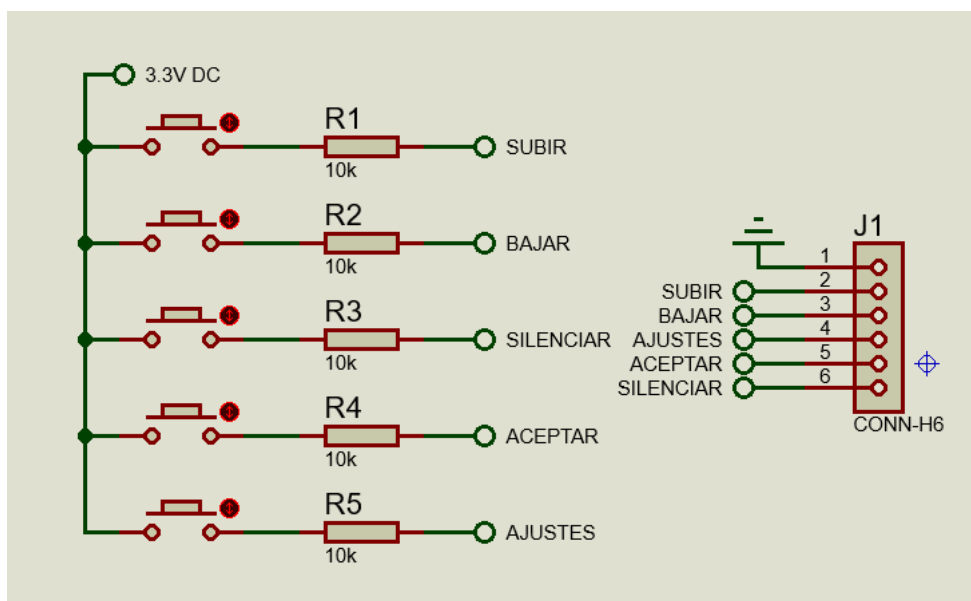 3.3V DC
R1
10k
SUBIR
R2
10k
BAJAR
R3
10k
SILENCIAR
R4
10k
ACEPTAR
R5
10k
AJUSTES
J1
1
SUBIR 2
BAJAR 3
AJUSTES 4
ACEPTAR 5
SILENCIAR 6
CONN-H6